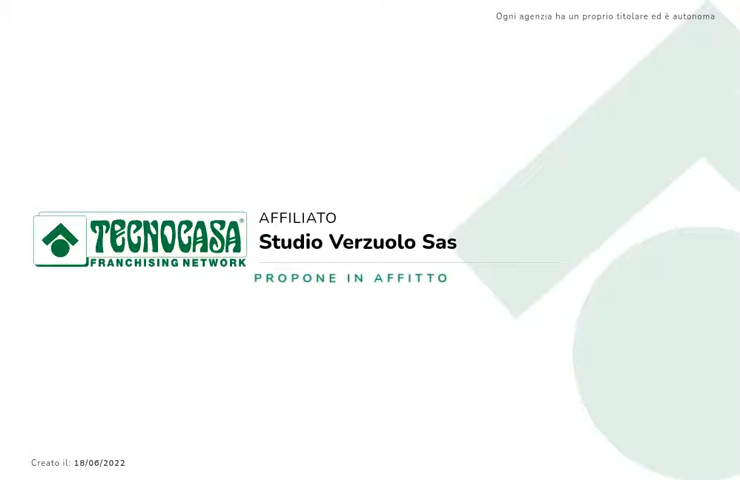 Ogni agenzia ha un proprio titolare ed è autonoma
AFFILIATO
TECNOCASA®
Studio Verzuolo Sas
FRANCHISING NETWORK
PROPONE IN AFFITTO
Creato il: 18/06/2022